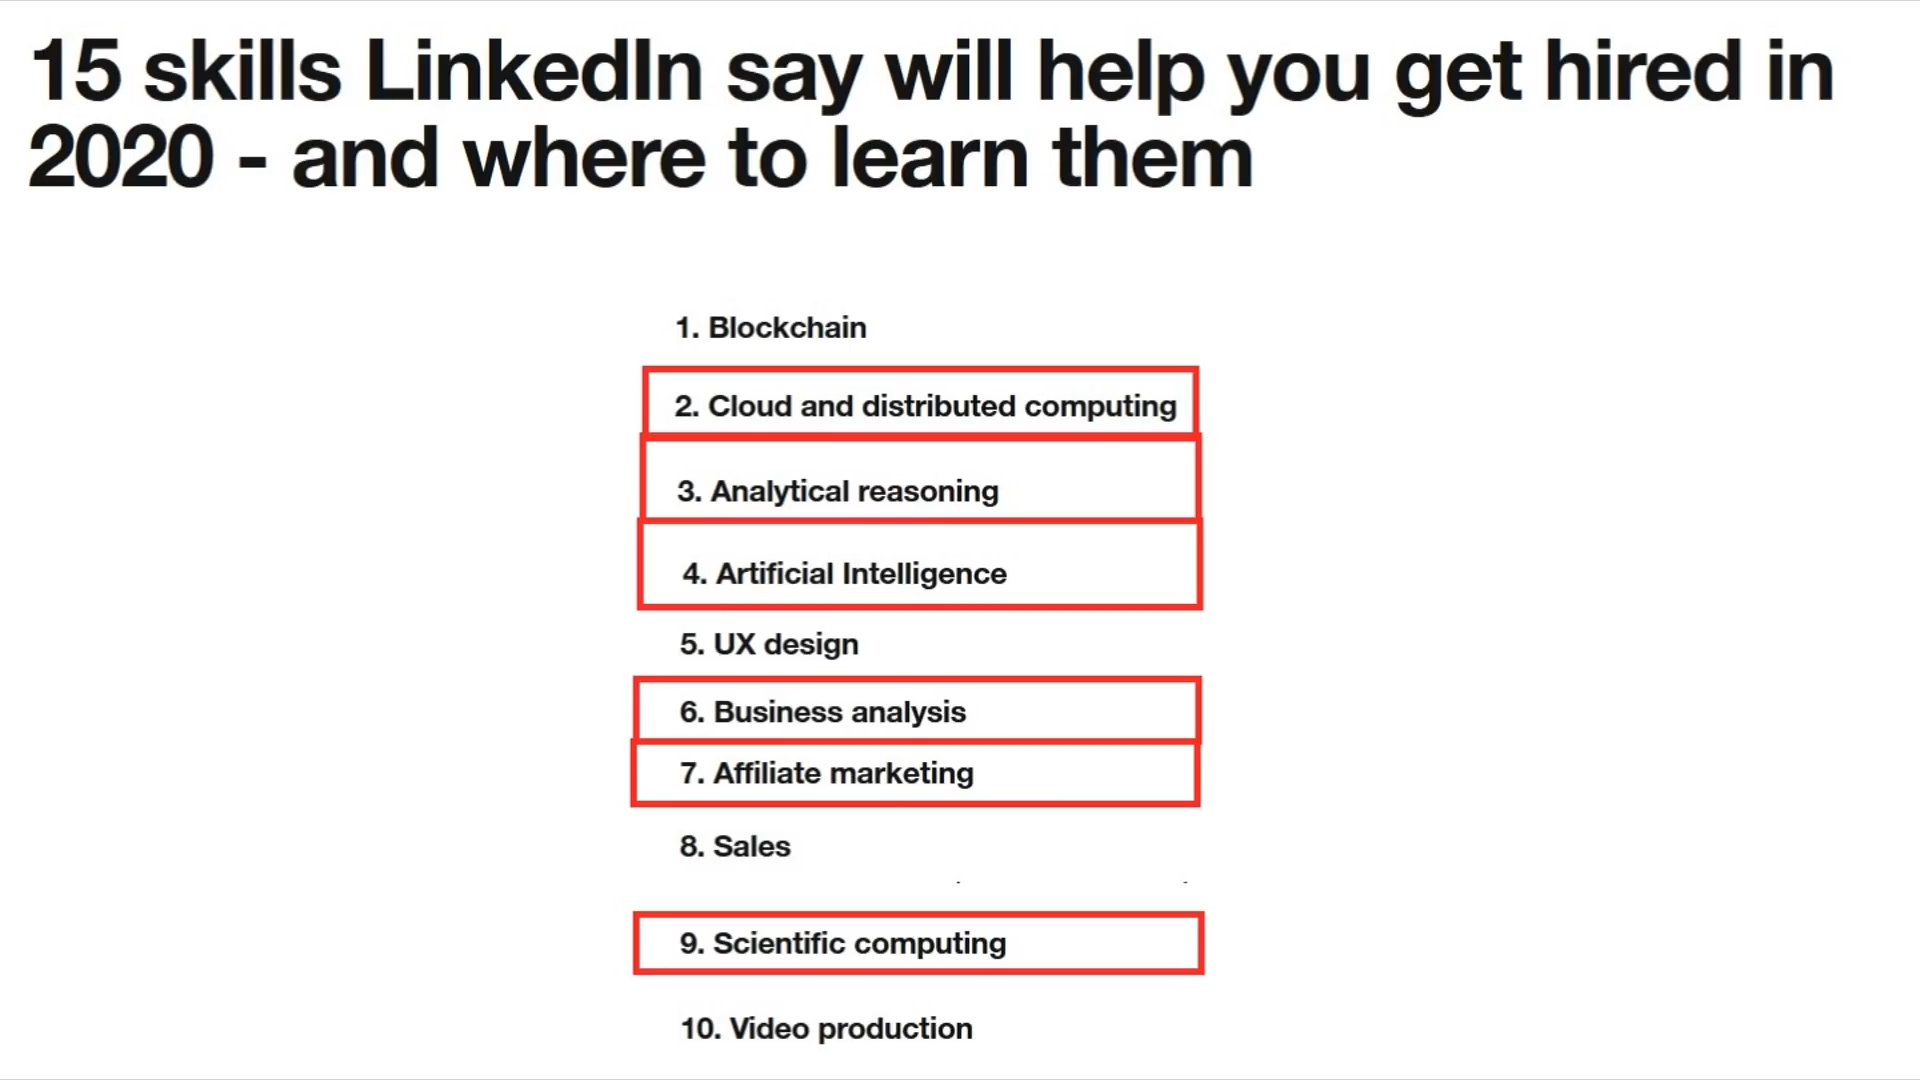 15 skills LinkedIn say will help you get hired in
2020 - and where to learn them
1. Blockchain
2. Cloud and distributed computing
3. Analytical reasoning
4. Artificial Intelligence
5. UX design
6. Business analysis
7. Affiliate marketing
8. Sales
9. Scientific computing
10. Video production